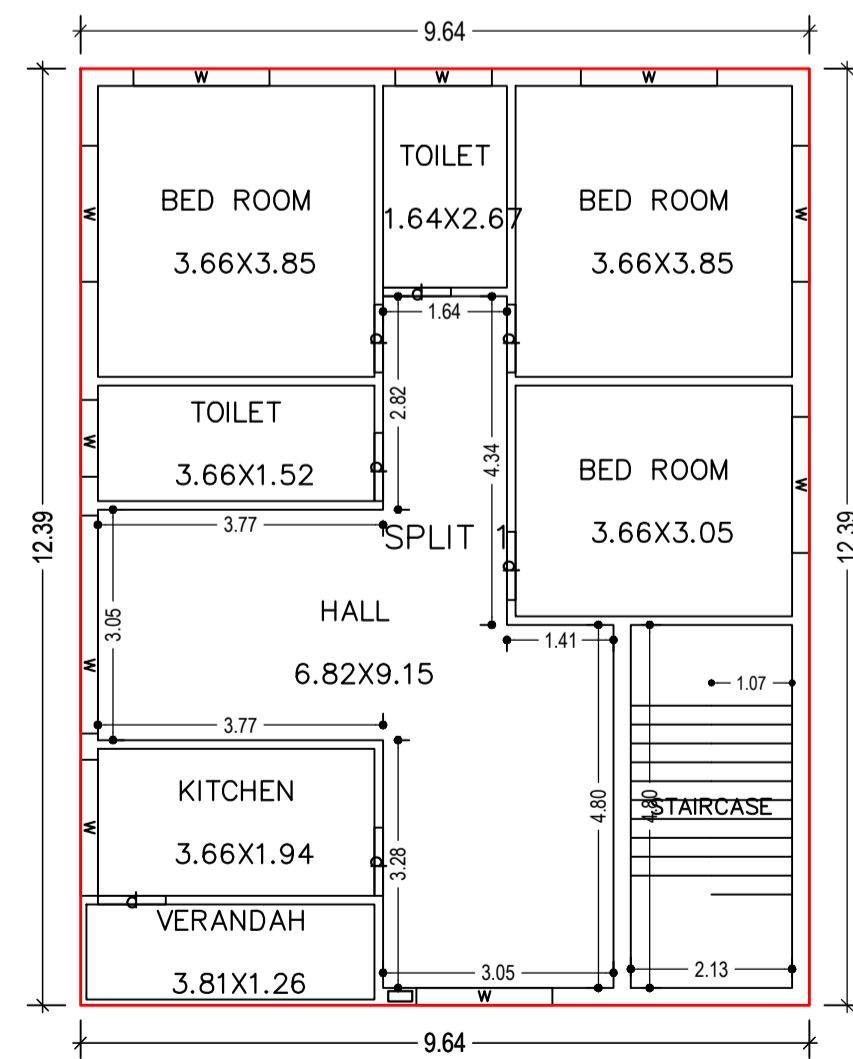 9.64
W
W
W
TOILET
BED ROOM
BED ROOM
1.64X2.67
W
W
3.66X3.85
3.66X3.85
d
1.64
d
d
2.82
TOILET
W
4.34
d
3.66X1.52
BED ROOM
W
3.77
SPLIT 1
3.66X3.05
12.39
12.39
d
HALL
3.05
1.41
W
6.82X9.15
1.07
3.77
KITCHEN
4.80
4.80
STAIRCASE
W
3.66X1.94
d
3.28
d
VERANDAH
3.05
2.13
3.81X1.26
W
9.64